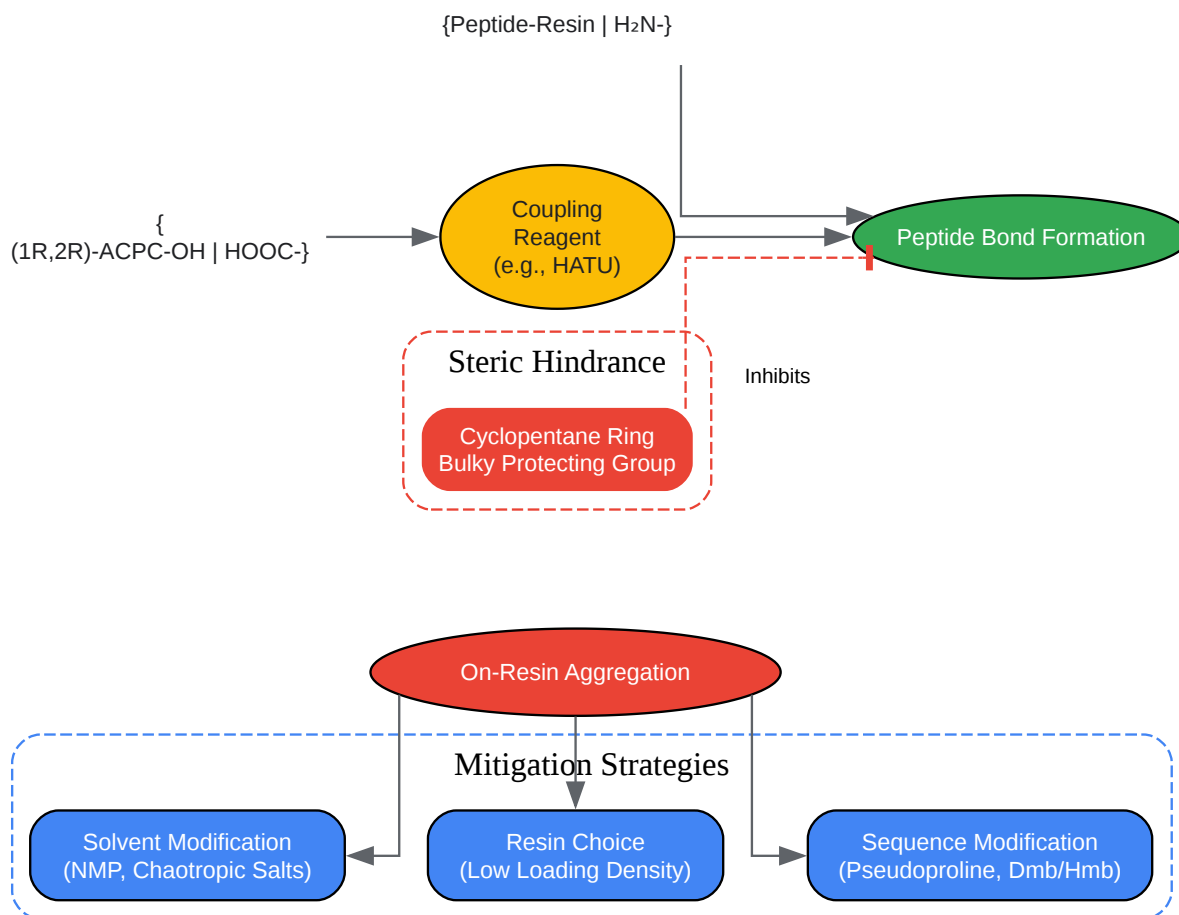 {Peptide-Resin | H₂N-}
{
(1R,2R)-ACPC-OH | HOOC-}
Coupling
Reagent
(e.g., HATU)
Peptide Bond Formation
Steric Hindrance
Inhibits
Cyclopentane Ring
Bulky Protecting Group
On-Resin Aggregation
Mitigation Strategies
Solvent Modification
(NMP, Chaotropic Salts)
Resin Choice
(Low Loading Density)
Sequence Modification
(Pseudoproline, Dmb/Hmb)